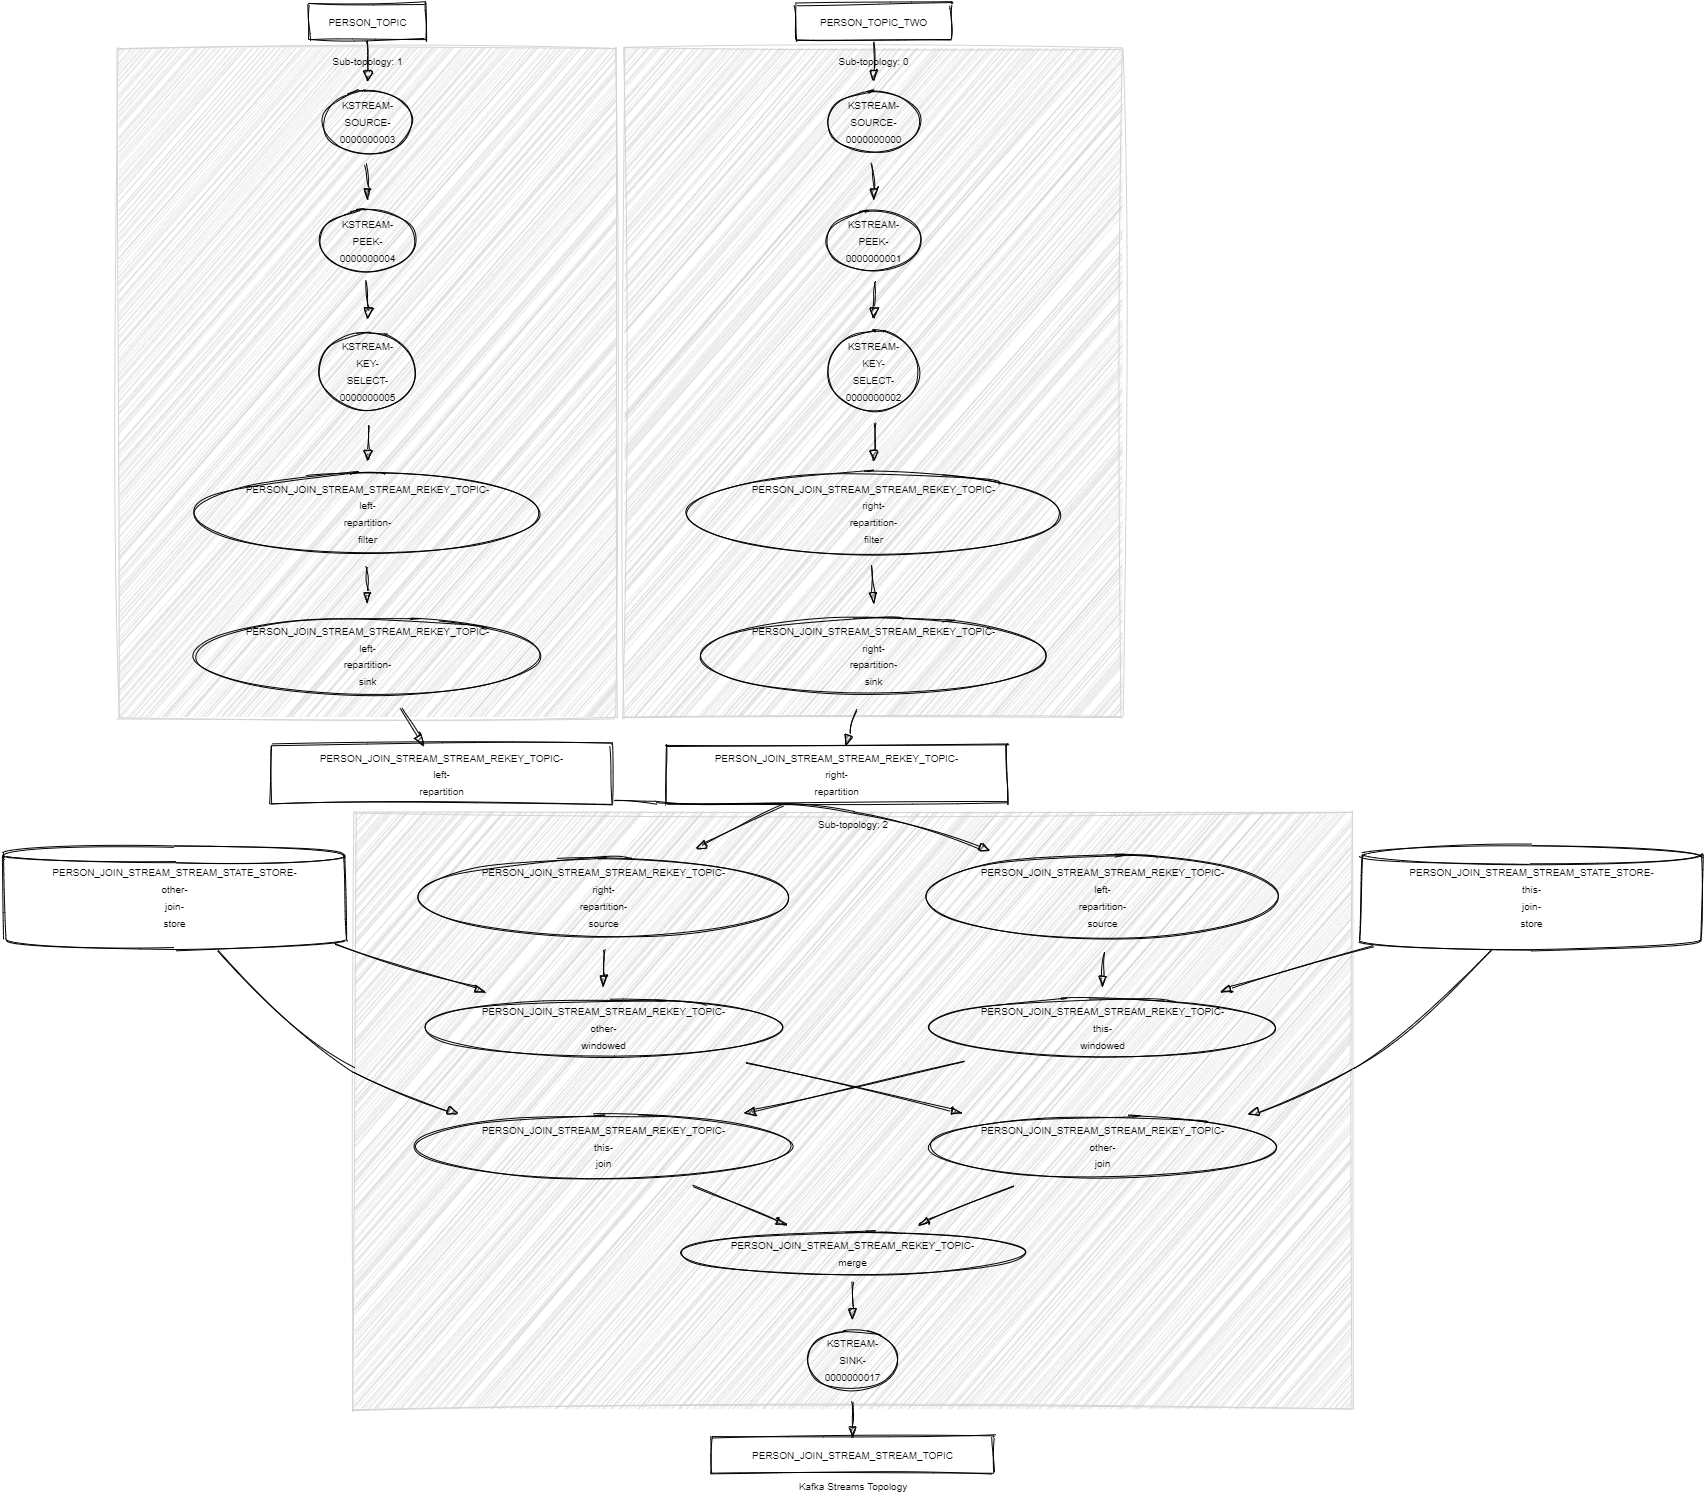 PERSON_TOPIC
PERSON_TOPIC_TWO
Sub-topology: 1
Sub-topology: 0
KSTREAM-
SOURCE-
0000000003
KSTREAM-
SOURCE-
0000000000
KSTREAM-
PEEK-
0000000004
KSTREAM-
PEEK-
0000000001
KSTREAM-
KEY-
SELECT-
0000000005
KSTREAM-
KEY-
SELECT-
0000000002
PERSON_JOIN_STREAM_STREAM_REKEY_TOPIC-
left-
repartition-
filter
PERSON_JOIN_STREAM_STREAM_REKEY_TOPIC-
right-
repartition-
filter
PERSON_JOIN_STREAM_STREAM_REKEY_TOPIC-
left-
repartition-
sink
PERSON_JOIN_STREAM_STREAM_REKEY_TOPIC-
right-
repartition-
sink
PERSON_JOIN_STREAM_STREAM_REKEY_TOPIC-
left-
repartition
PERSON_JOIN_STREAM_STREAM_REKEY_TOPIC-
right-
repartition
Sub-topology: 2
PERSON_JOIN_STREAM_STREAM_STATE_STORE-
other-
join-
store
PERSON_JOIN_STREAM_STREAM_REKEY_TOPIC-
right-
repartition-
source
PERSON_JOIN_STREAM_STREAM_REKEY_TOPIC-
left-
repartition-
source
PERSON_JOIN_STREAM_STREAM_STATE_STORE-
this-
join-
store
PERSON_JOIN_STREAM_STREAM_REKEY_TOPIC-
other-
windowed
PERSON_JOIN_STREAM_STREAM_REKEY_TOPIC-
this-
windowed
PERSON_JOIN_STREAM_STREAM_REKEY_TOPIC-
this-
join
PERSON_JOIN_STREAM_STREAM_REKEY_TOPIC-
other-
join
PERSON_JOIN_STREAM_STREAM_REKEY_TOPIC-
merge
KSTREAM-
SINK-
0000000017
PERSON_JOIN_STREAM_STREAM_TOPIC
Kafka Streams Topology